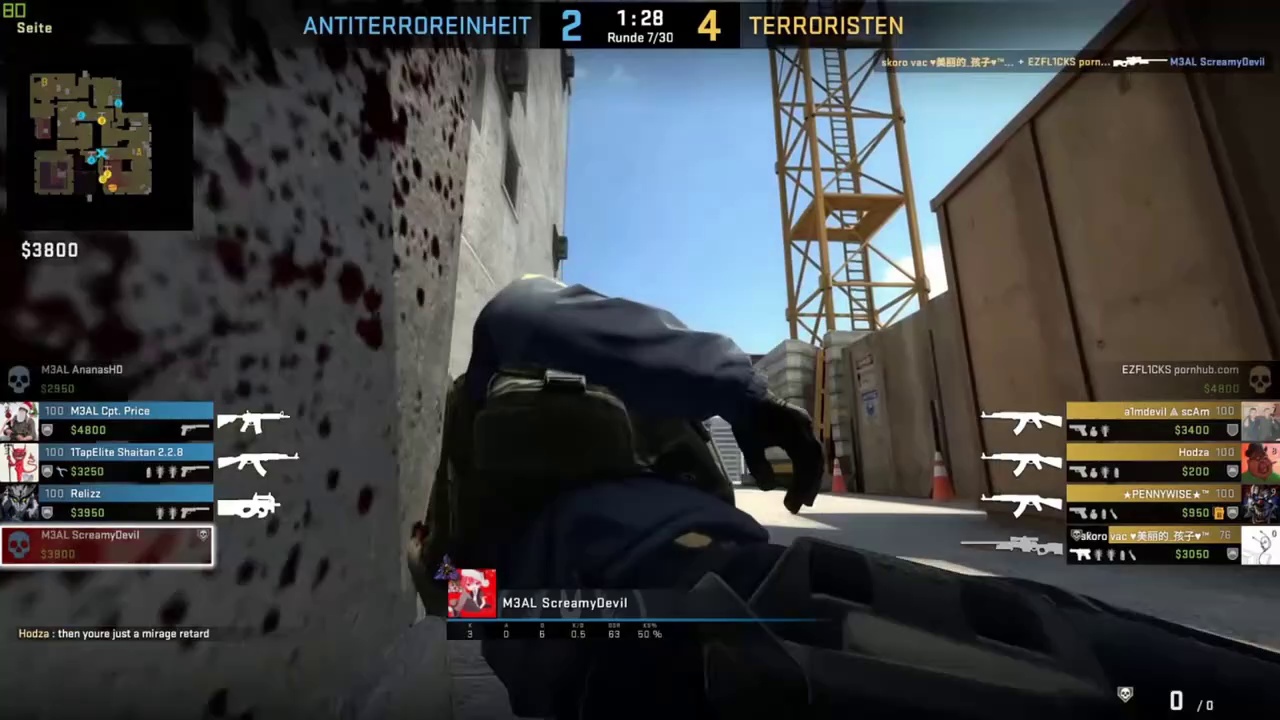 80
Seite
ANTITERROREINHEIT 2 1:28 4 TERRORISTEN
Runde 7/30
skoro vac ♥美丽的_孩子♥™... + EZFL1CKS porn... M3AL ScreamyDevil
B
A
$3800
M3AL AnanasHD
$2950
100 M3AL Cpt. Price
$4800
100 1TapElite Shaitan 2.2.8
$3250
100 Relizz
$3950
M3AL ScreamyDevil
$3800
EZFL1CKS pornhub.com
$4800
a1mdevil ⩓ scAm 100
$3400
Hodza 100
$200
★PENNYWISE★™ 100
$950
skoro vac ♥美丽的_孩子♥™ 76
$3050
M3AL ScreamyDevil
K A D K/D ADR KS%
3 0 6 0.5 63 50 %
Hodza : then youre just a mirage retard
0 / 0